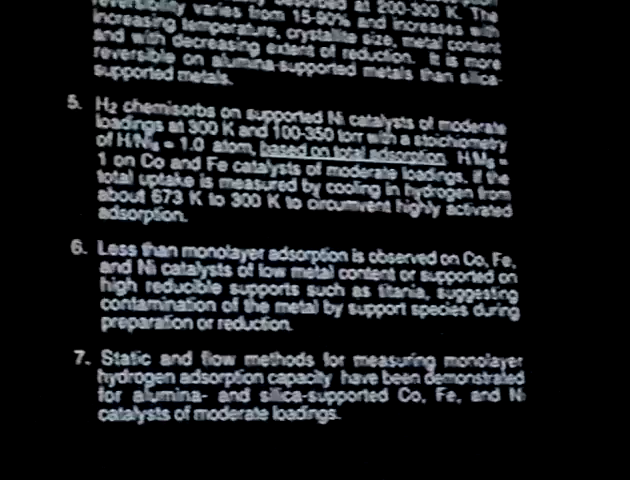 reversibility varies from 15-90% and increases with
increasing temperature, crystallite size, metal content
and with decreasing extent of reduction. It is more
reversible on alumina-supported metals than silica-
supported metals.
5. H2 chemisorbs on supported Ni catalysts of moderate
loadings at 300 K and 100-350 torr with a stoichiometry
of H/Nis = 1.0 atom, based on total adsorption. H/Ms =
1 on Co and Fe catalysts of moderate loadings, if the
total uptake is measured by cooling in hydrogen from
about 673 K to 300 K to circumvent highly activated
adsorption.
6. Less than monolayer adsorption is observed on Co, Fe,
and Ni catalysts of low metal content or supported on
high reducible supports such as titania, suggesting
contamination of the metal by support species during
preparation or reduction.
7. Static and flow methods for measuring monolayer
hydrogen adsorption capacity have been demonstrated
for alumina- and silica-supported Co, Fe, and Ni
catalysts of moderate loadings.